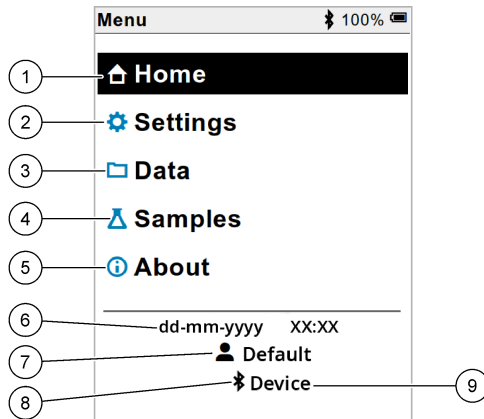 Menu 100%
1 Home
2 Settings
3 Data
4 Samples
5 About
6 dd-mm-yyyy XX:XX
7 Default
8 Device 9